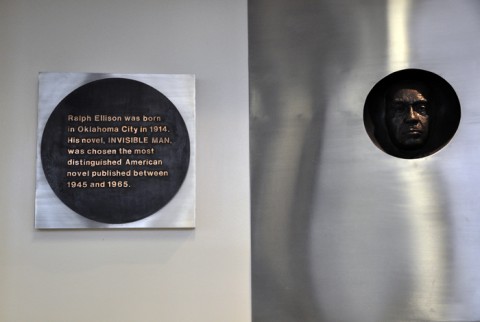 Ralph Ellison was born
in Oklahoma City in 1914.
His novel, INVISIBLE MAN,
was chosen the most
distinguished American
novel published between
1945 and 1965.